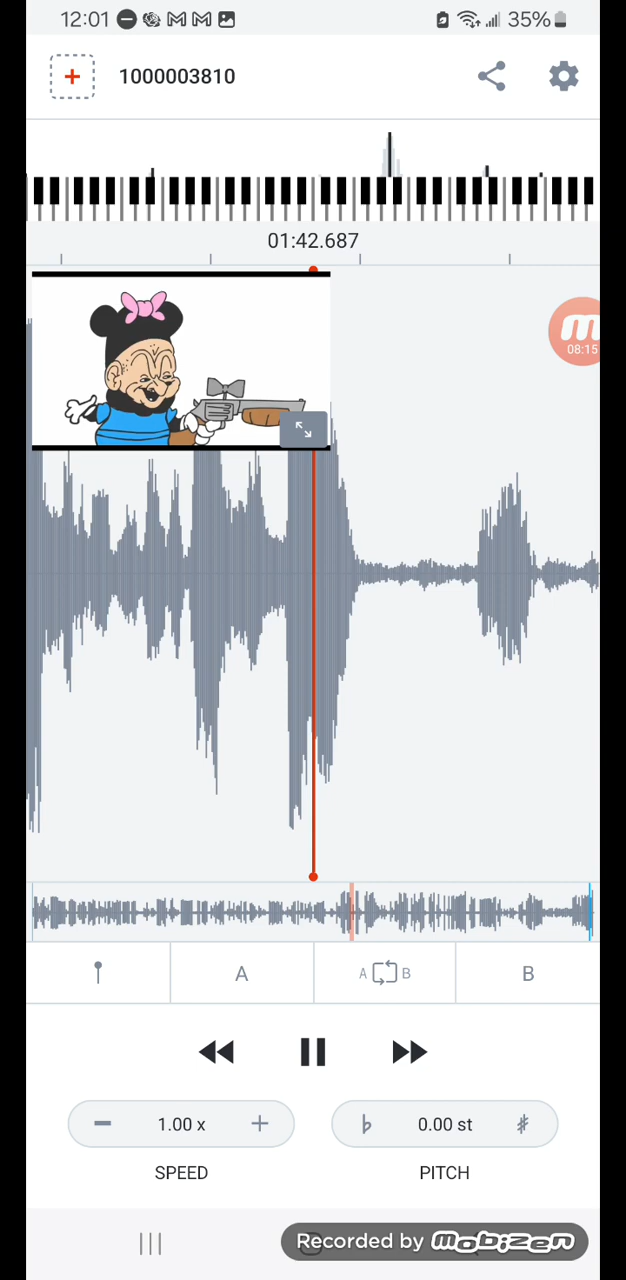 12:01
35%
1000003810
01:42.687
08:15
A
A B
B
1.00 x
0.00 st
SPEED
PITCH
Recorded by mobizen